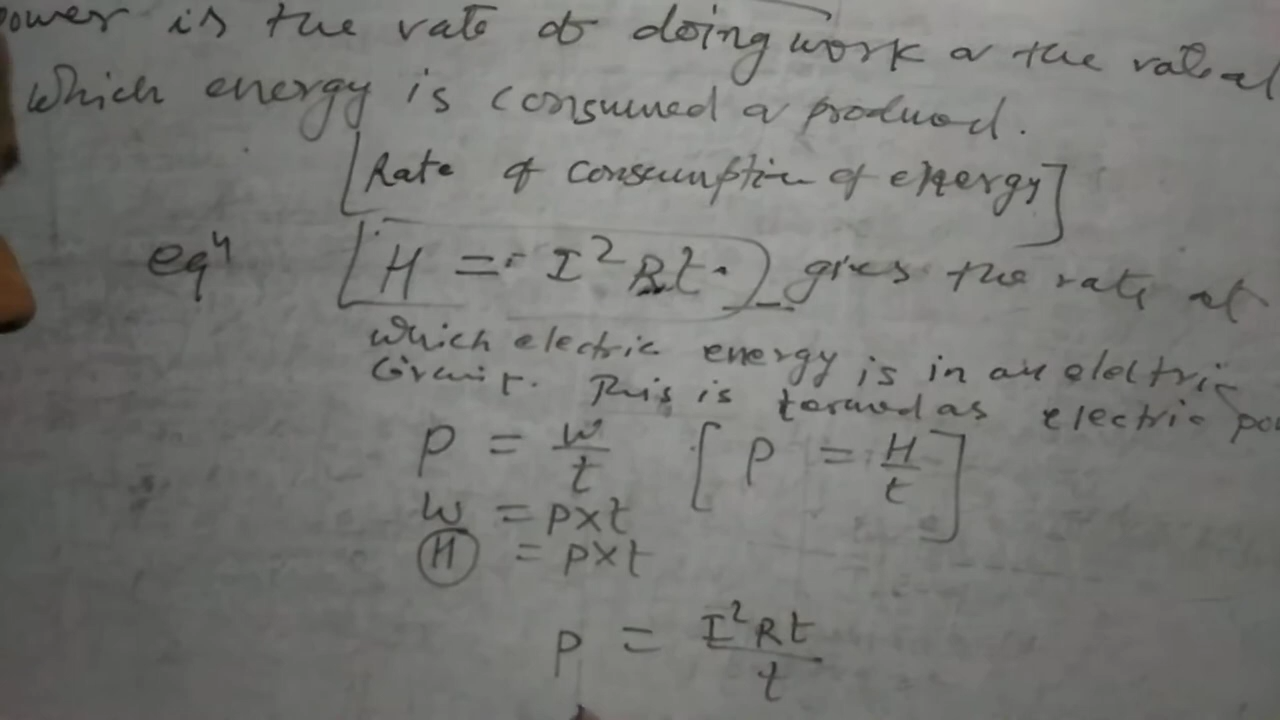 power is the rate of doing work or the rate at
which energy is consumed or produced.
[Rate of consumption of energy]
eqn [H = I²Rt.] gives the rate at
which electric energy is in an electric
circuit. This is termed as electric po
P = W/t [P = H/t]
W = P×t
H = P×t
P = I²Rt/t